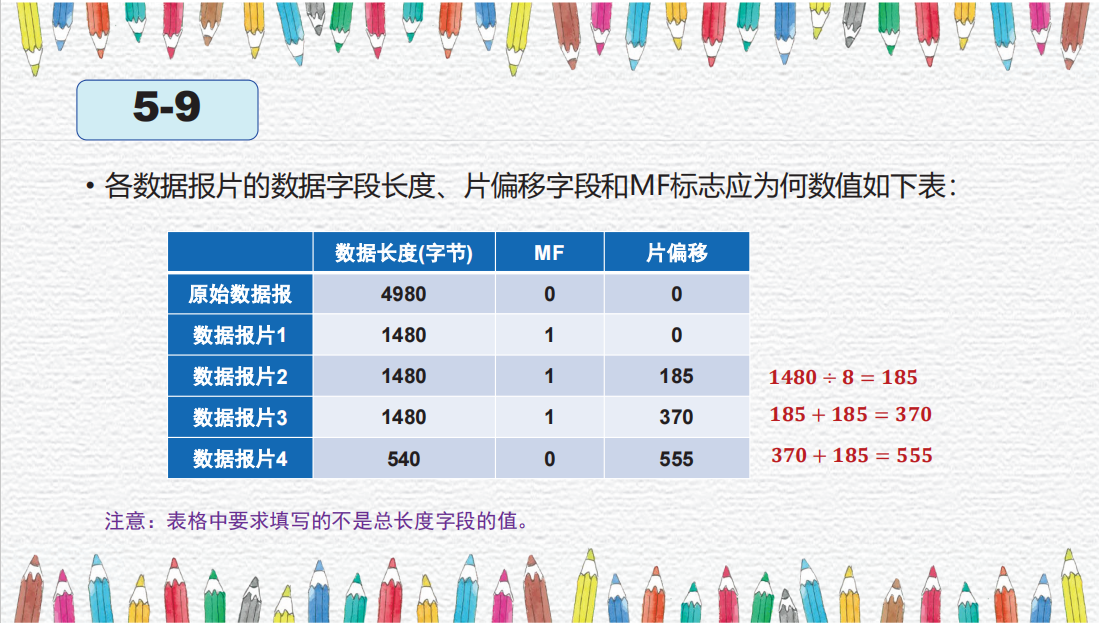 5-9
• 各数据报片的数据字段长度、片偏移字段和MF标志应为何数值如下表：
数据长度(字节) MF 片偏移
原始数据报 4980 0 0
数据报片1 1480 1 0
数据报片2 1480 1 185 1480 ÷ 8 = 185
数据报片3 1480 1 370 185 + 185 = 370
数据报片4 540 0 555 370 + 185 = 555
注意：表格中要求填写的不是总长度字段的值。